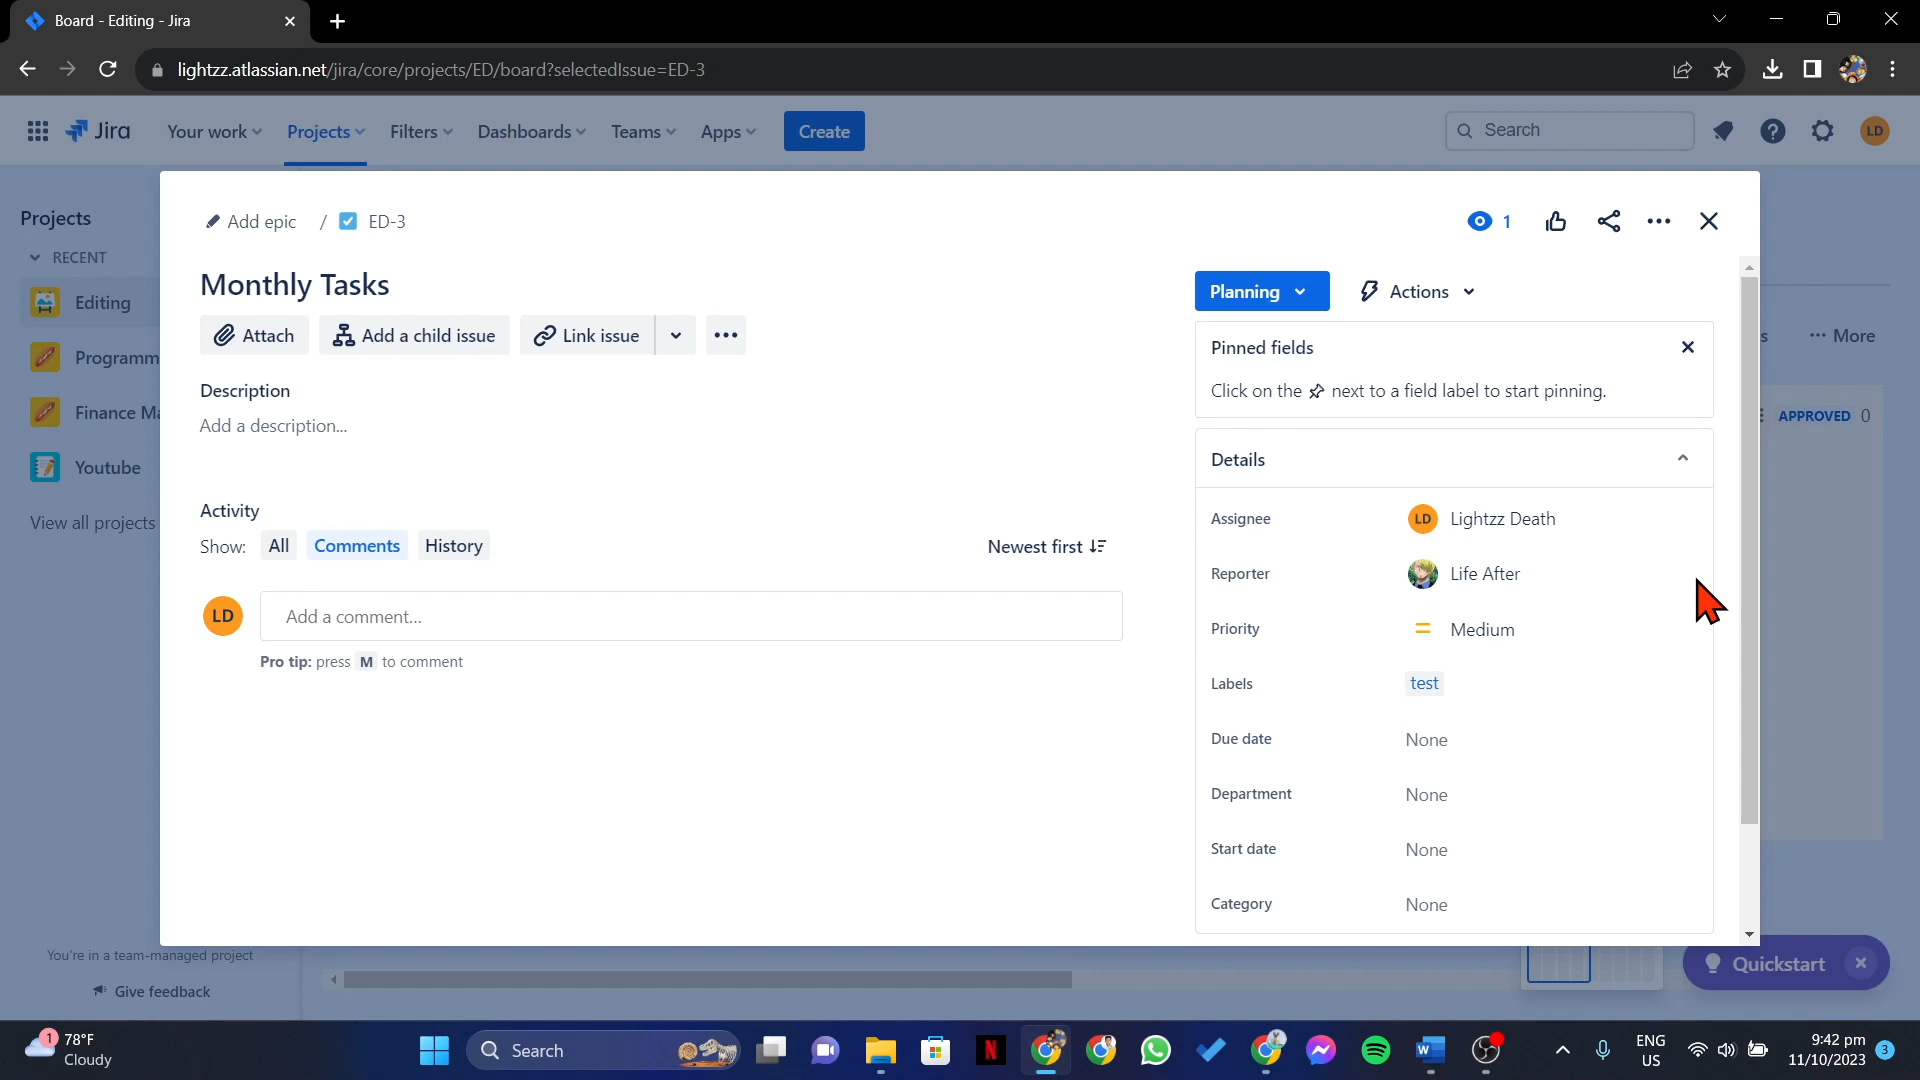 Board - Editing - Jira
lightzz.atlassian.net/jira/core/projects/ED/board?selectedIssue=ED-3
Jira
Your work
Projects
Filters
Dashboards
Teams
Apps
Create
Search
LD
Projects
RECENT
Editing
Programm
Finance Ma
Youtube
View all projects
You're in a team-managed project
Give feedback
Add epic / ED-3
1
Monthly Tasks
Attach
Add a child issue
Link issue
Description
Add a description...
Activity
Show: All Comments History
Newest first
LD
Add a comment...
Pro tip: press M to comment
Planning
Actions
Pinned fields
Click on the next to a field label to start pinning.
Details
Assignee LD Lightzz Death
Reporter Life After
Priority Medium
Labels test
Due date None
Department None
Start date None
Category None
s
More
APPROVED 0
Quickstart
1
78°F
Cloudy
Search
ENG
US
9:42 pm
11/10/2023
3